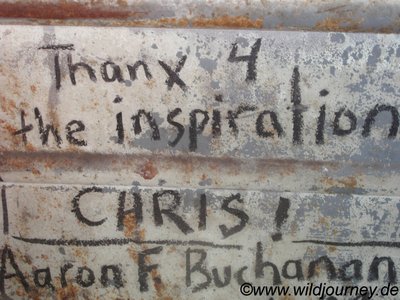 Thanx 4
the inspiration
CHRIS!
Aaron F. Buchanan
©www.wildjourney.de